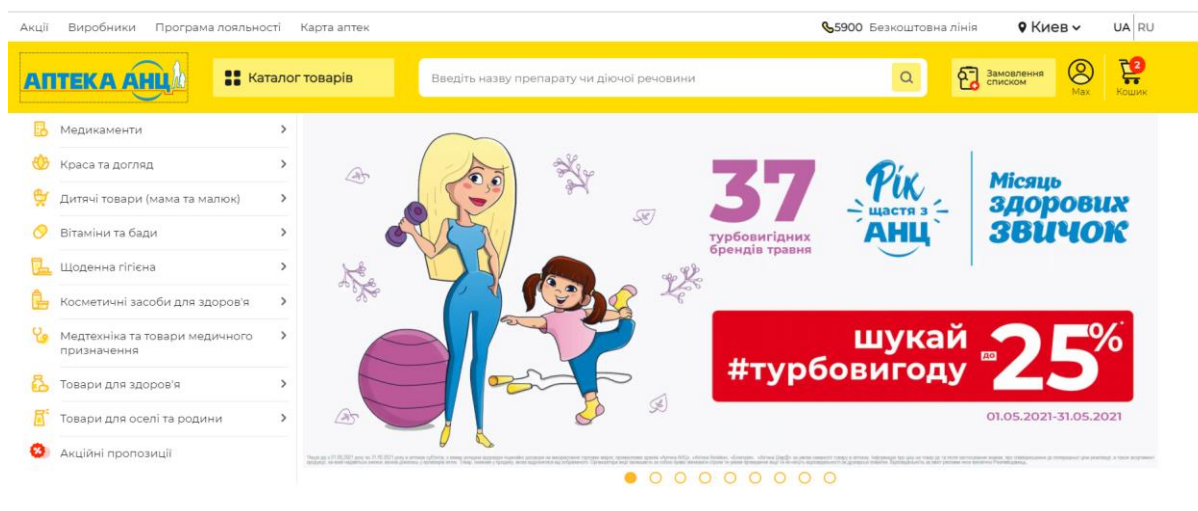 Акції Виробники Програма лояльності Карта аптек 5900 Безкоштовна лінія Киев UA RU
АПТЕКА АНЦ Каталог товарів Введіть назву препарату чи діючої речовини Замовлення списком Max 2 Кошик
Медикаменти
Краса та догляд
Дитячі товари (мама та малюк)
Вітаміни та бади
Щоденна гігієна
Косметичні засоби для здоров'я
Медтехніка та товари медичного
призначення
Товари для здоров'я
Товари для оселі та родини
% Акційні пропозиції
37
турбовигідних
брендів травня
Рік
щастя з
АНЦ
Місяць
здорових
звичок
шукай
#турбовигоду
до 25%*
01.05.2021-31.05.2021